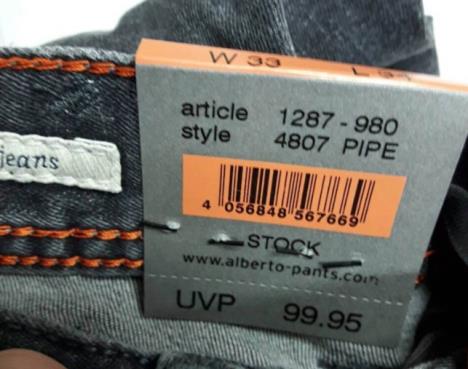 W 33 L 34
article 1287 - 980
style 4807 PIPE
jeans
4 056848 567669
STOCK
www.alberto-pants.com
UVP 99.95